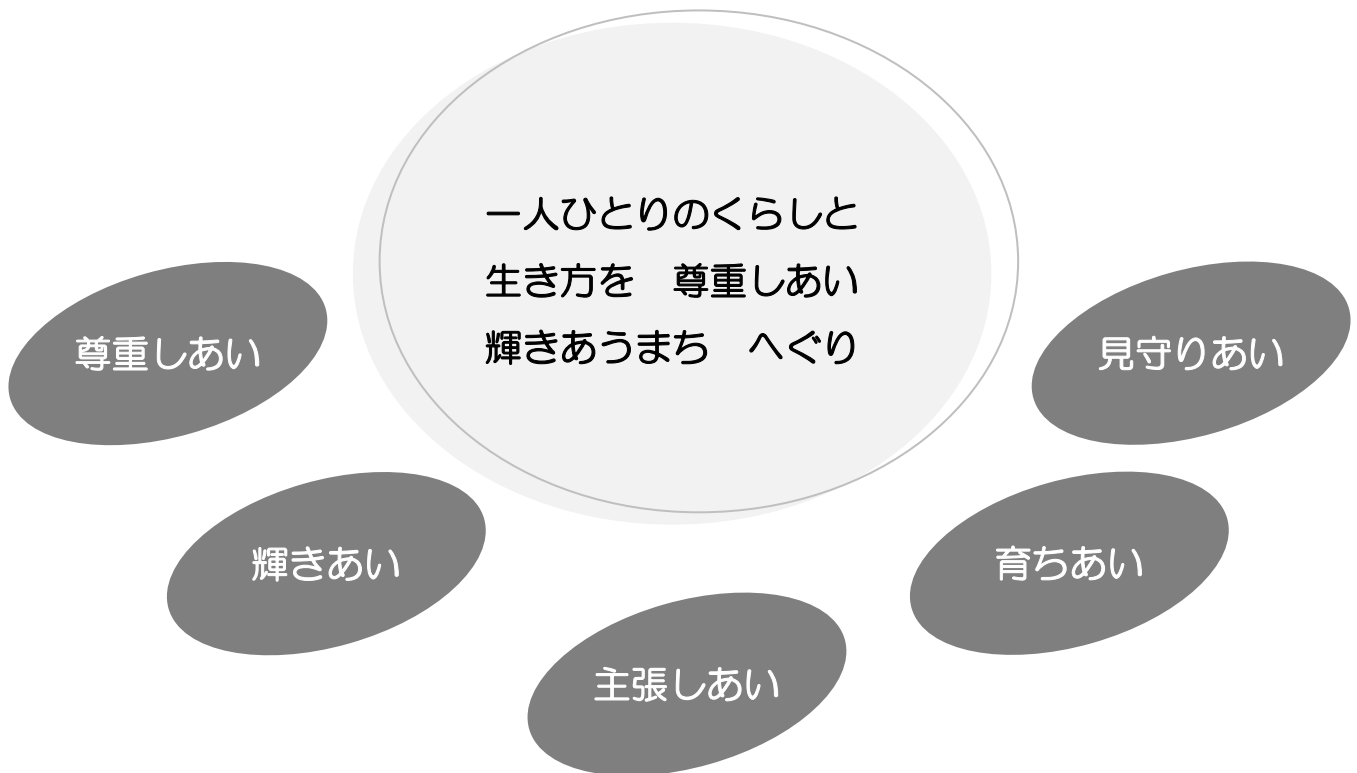 一人ひとりのくらしと
生き方を　尊重しあい
輝きあうまち　へぐり
尊重しあい
輝きあい
主張しあい
育ちあい
見守りあい